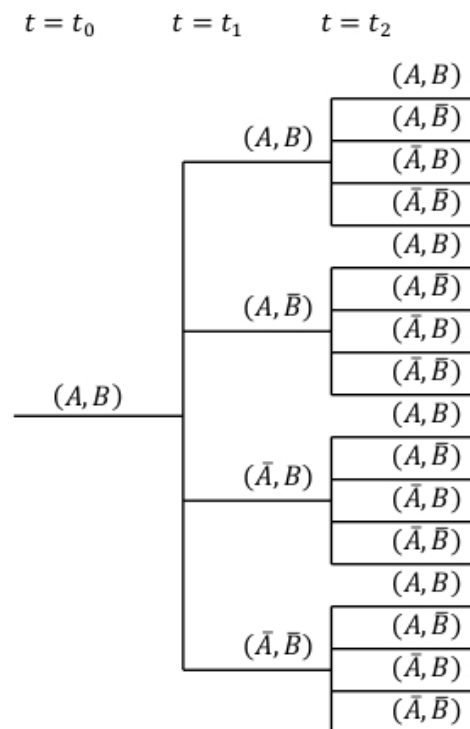 t = t₀ t = t₁ t = t₂
(A, B)
(A, B̅)
(A, B)
(Ā, B)
(Ā, B̅)
(A, B)
(A, B̅)
(A, B̅)
(Ā, B)
(Ā, B̅)
(A, B)
(A, B)
(A, B̅)
(Ā, B)
(Ā, B)
(Ā, B̅)
(A, B)
(A, B̅)
(Ā, B̅)
(Ā, B)
(Ā, B̅)